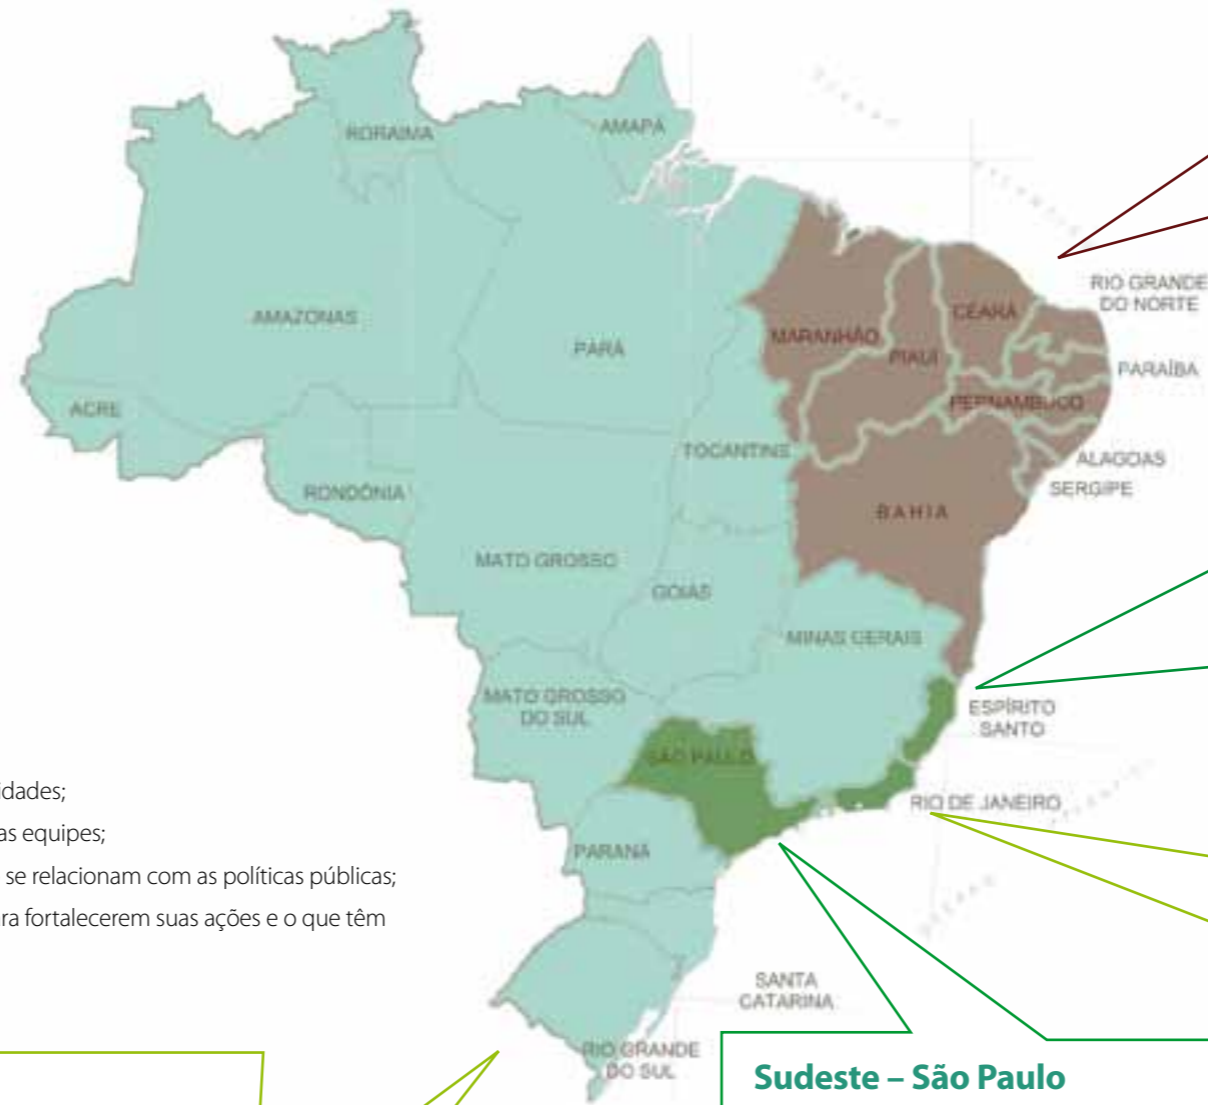 RORAIMA
AMAPÁ
RIO GRANDE
DO NORTE
CEARÁ
MARANHÃO
PIAUÍ
AMAZONAS
PARÁ
PARAÍBA
PERNAMBUCO
ACRE
TOCANTINS
ALAGOAS
SERGIPE
RONDÔNIA
BAHIA
MATO GROSSO
GOIÁS
MINAS GERAIS
MATO GROSSO
DO SUL
ESPÍRITO
SANTO
SÃO PAULO
RIO DE JANEIRO
idades;
as equipes;
se relacionam com as políticas públicas;
ra fortalecerem suas ações e o que têm
PARANÁ
SANTA
CATARINA
RIO GRANDE
DO SUL
Sudeste – São Paulo